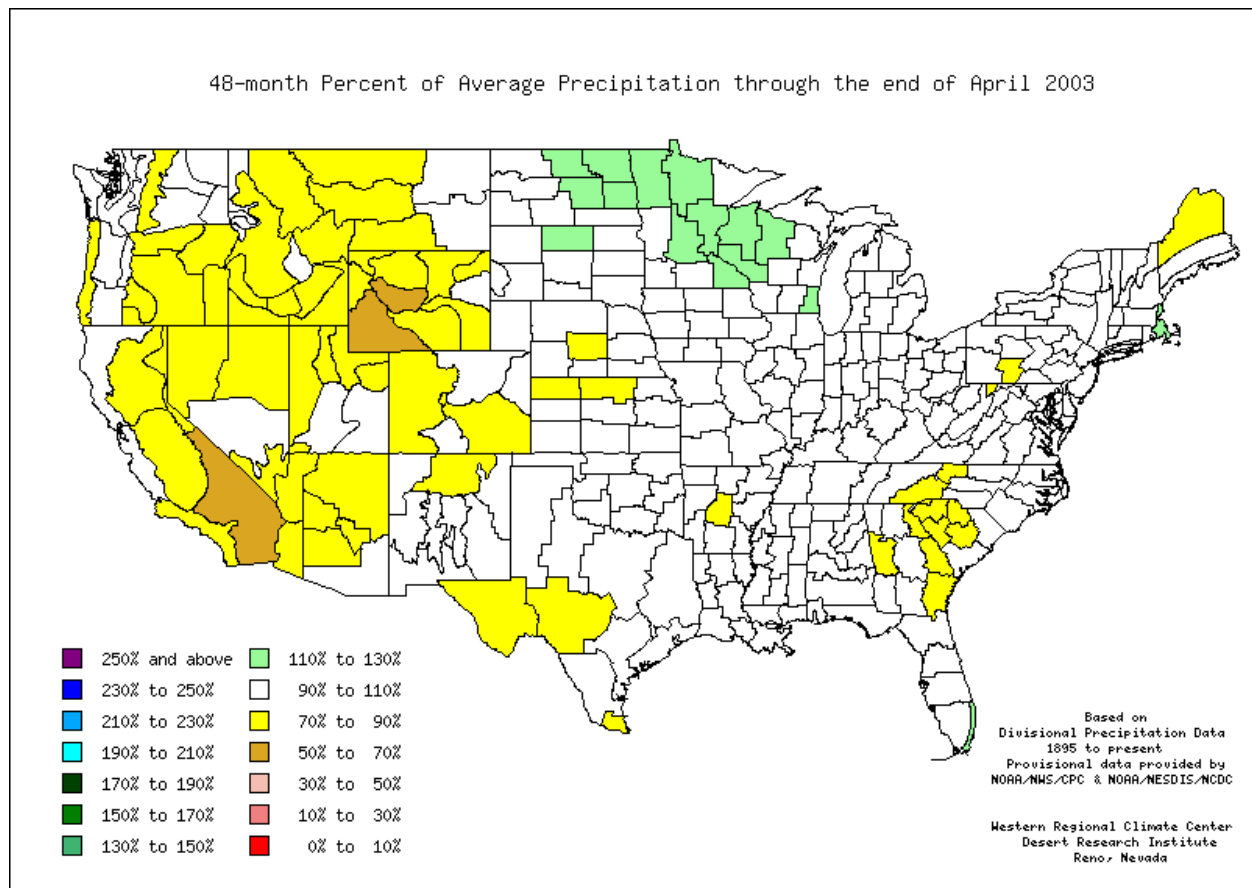 48-month Percent of Average Precipitation through the end of April 2003
250% and above
230% to 250%
210% to 230%
190% to 210%
170% to 190%
150% to 170%
130% to 150%
110% to 130%
90% to 110%
70% to 90%
50% to 70%
30% to 50%
10% to 30%
0% to 10%
Based on
Divisional Precipitation Data
1895 to present
Provisional data provided by
NOAA/NWS/CPC & NOAA/NESDIS/NCDC
Western Regional Climate Center
Desert Research Institute
Reno, Nevada